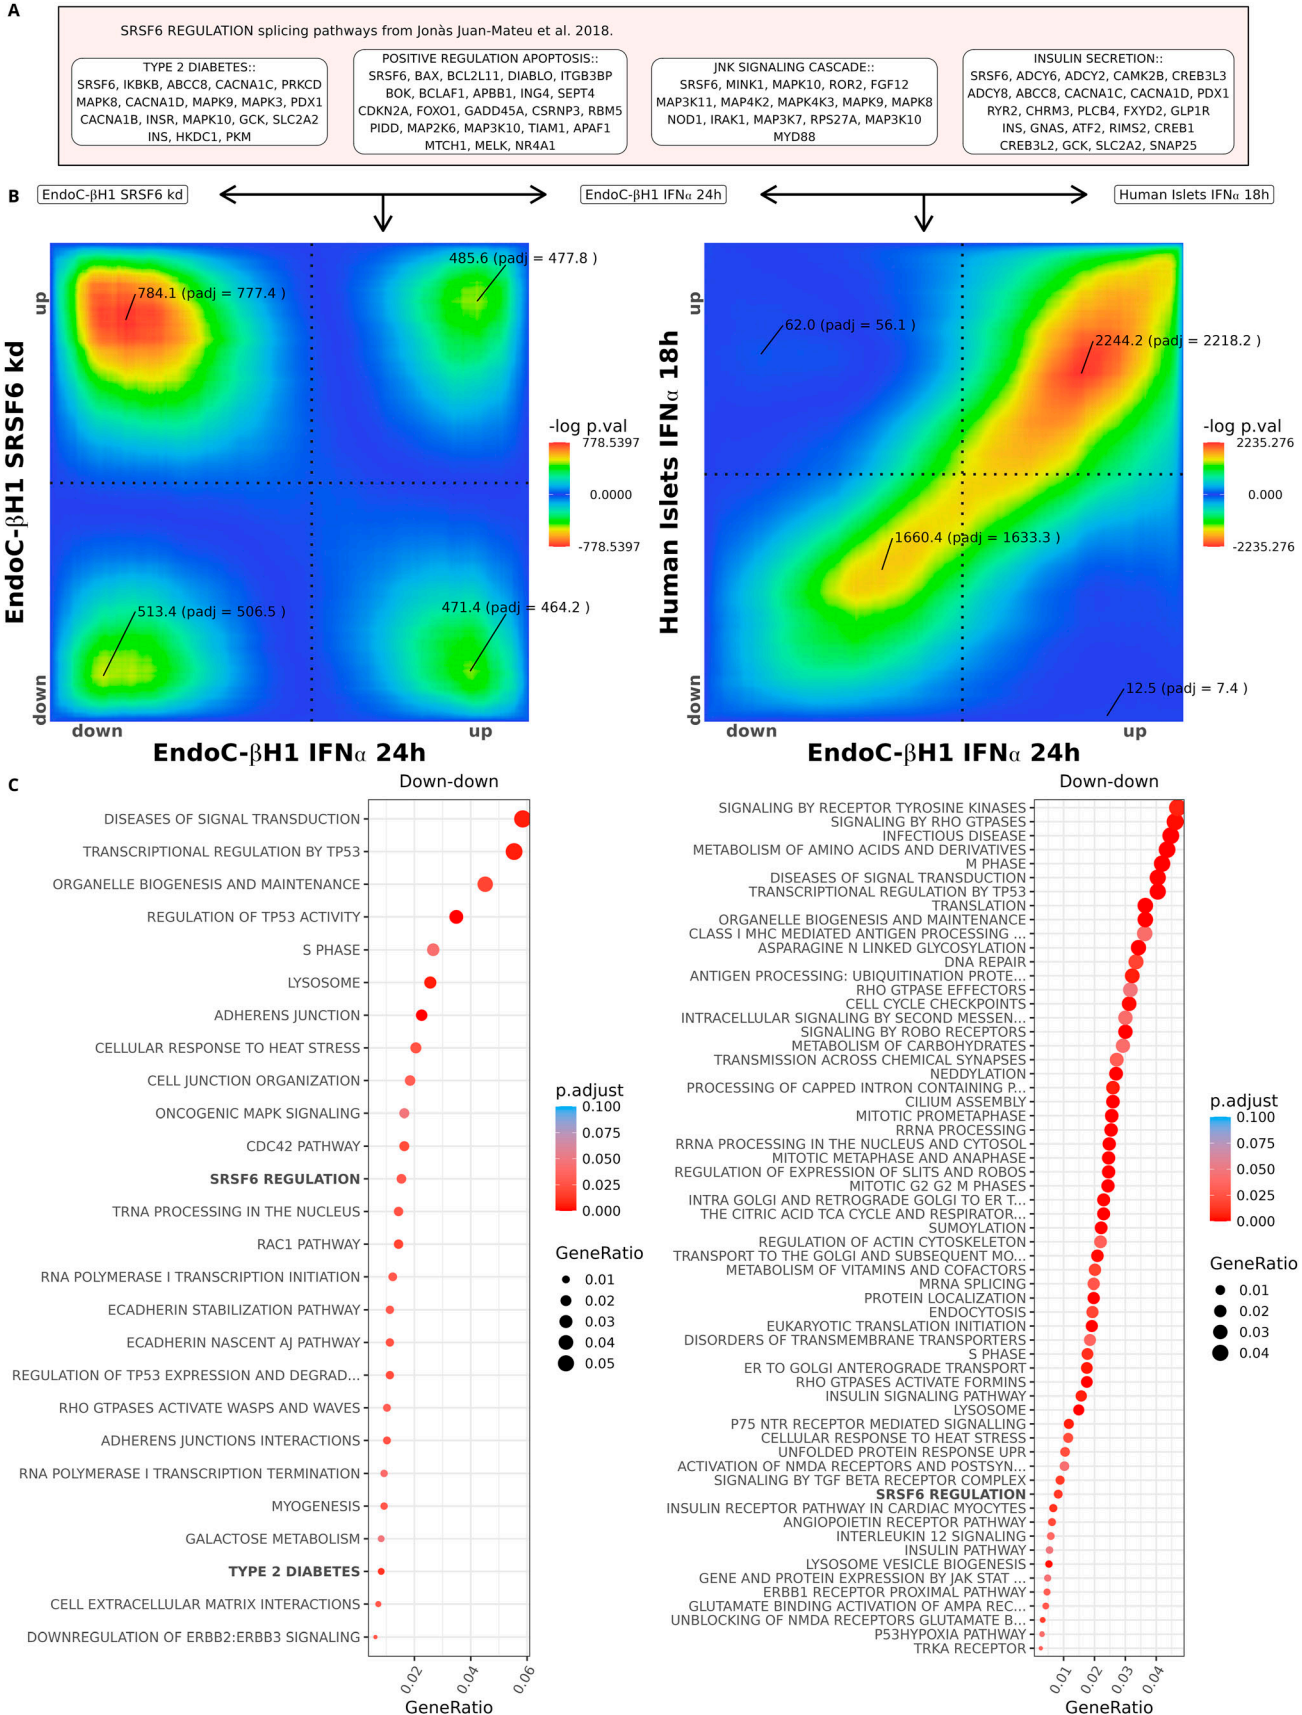 A
SRSF6 REGULATION splicing pathways from Jonàs Juan-Mateu et al. 2018.
TYPE 2 DIABETES::
SRSF6, IKBKB, ABCC8, CACNA1C, PRKCD
MAPK8, CACNA1D, MAPK9, MAPK3, PDX1
CACNA1B, INSR, MAPK10, GCK, SLC2A2
INS, HKDC1, PKM
POSITIVE REGULATION APOPTOSIS::
SRSF6, BAX, BCL2L11, DIABLO, ITGB3BP
BOK, BCLAF1, APBB1, ING4, SEPT4
CDKN2A, FOXO1, GADD45A, CSRNP3, RBM5
PIDD, MAP2K6, MAP3K10, TIAM1, APAF1
MTCH1, MELK, NR4A1
JNK SIGNALING CASCADE::
SRSF6, MINK1, MAPK10, ROR2, FGF12
MAP3K11, MAP4K2, MAPK4K3, MAPK9, MAPK8
NOD1, IRAK1, MAP3K7, RPS27A, MAP3K10
MYD88
INSULIN SECRETION::
SRSF6, ADCY6, ADCY2, CAMK2B, CREB3L3
ADCY8, ABCC8, CACNA1C, CACNA1D, PDX1
RYR2, CHRM3, PLCB4, FXYD2, GLP1R
INS, GNAS, ATF2, RIMS2, CREB1
CREB3L2, GCK, SLC2A2, SNAP25
B
EndoC-βH1 SRSF6 kd
EndoC-βH1 IFNα 24h
Human Islets IFNα 18h
EndoC-βH1 SRSF6 kd
up
down
784.1 (padj = 777.4 )
485.6 (padj = 477.8 )
513.4 (padj = 506.5 )
471.4 (padj = 464.2 )
down
up
EndoC-βH1 IFNα 24h
-log p.val
778.5397
0.0000
-778.5397
Human Islets IFNα 18h
up
down
62.0 (padj = 56.1 )
2244.2 (padj = 2218.2 )
1660.4 (padj = 1633.3 )
12.5 (padj = 7.4 )
down
up
EndoC-βH1 IFNα 24h
-log p.val
2235.276
0.000
-2235.276
C
Down-down
DISEASES OF SIGNAL TRANSDUCTION
TRANSCRIPTIONAL REGULATION BY TP53
ORGANELLE BIOGENESIS AND MAINTENANCE
REGULATION OF TP53 ACTIVITY
S PHASE
LYSOSOME
ADHERENS JUNCTION
CELLULAR RESPONSE TO HEAT STRESS
CELL JUNCTION ORGANIZATION
ONCOGENIC MAPK SIGNALING
CDC42 PATHWAY
SRSF6 REGULATION
TRNA PROCESSING IN THE NUCLEUS
RAC1 PATHWAY
RNA POLYMERASE I TRANSCRIPTION INITIATION
ECADHERIN STABILIZATION PATHWAY
ECADHERIN NASCENT AJ PATHWAY
REGULATION OF TP53 EXPRESSION AND DEGRAD...
RHO GTPASES ACTIVATE WASPS AND WAVES
ADHERENS JUNCTIONS INTERACTIONS
RNA POLYMERASE I TRANSCRIPTION TERMINATION
MYOGENESIS
GALACTOSE METABOLISM
TYPE 2 DIABETES
CELL EXTRACELLULAR MATRIX INTERACTIONS
DOWNREGULATION OF ERBB2:ERBB3 SIGNALING
0.02
0.04
0.06
GeneRatio
p.adjust
0.100
0.075
0.050
0.025
0.000
GeneRatio
0.01
0.02
0.03
0.04
0.05
Down-down
SIGNALING BY RECEPTOR TYROSINE KINASES
SIGNALING BY RHO GTPASES
INFECTIOUS DISEASE
METABOLISM OF AMINO ACIDS AND DERIVATIVES
M PHASE
DISEASES OF SIGNAL TRANSDUCTION
TRANSCRIPTIONAL REGULATION BY TP53
TRANSLATION
ORGANELLE BIOGENESIS AND MAINTENANCE
CLASS I MHC MEDIATED ANTIGEN PROCESSING ...
ASPARAGINE N LINKED GLYCOSYLATION
DNA REPAIR
ANTIGEN PROCESSING: UBIQUITINATION PROTE...
RHO GTPASE EFFECTORS
CELL CYCLE CHECKPOINTS
INTRACELLULAR SIGNALING BY SECOND MESSEN...
SIGNALING BY ROBO RECEPTORS
METABOLISM OF CARBOHYDRATES
TRANSMISSION ACROSS CHEMICAL SYNAPSES
NEDDYLATION
PROCESSING OF CAPPED INTRON CONTAINING P...
CILIUM ASSEMBLY
MITOTIC PROMETAPHASE
RRNA PROCESSING
RRNA PROCESSING IN THE NUCLEUS AND CYTOSOL
MITOTIC METAPHASE AND ANAPHASE
REGULATION OF EXPRESSION OF SLITS AND ROBOS
MITOTIC G2 G2 M PHASES
INTRA GOLGI AND RETROGRADE GOLGI TO ER T...
THE CITRIC ACID TCA CYCLE AND RESPIRATOR...
SUMOYLATION
REGULATION OF ACTIN CYTOSKELETON
TRANSPORT TO THE GOLGI AND SUBSEQUENT MO...
METABOLISM OF VITAMINS AND COFACTORS
MRNA SPLICING
PROTEIN LOCALIZATION
ENDOCYTOSIS
EUKARYOTIC TRANSLATION INITIATION
DISORDERS OF TRANSMEMBRANE TRANSPORTERS
S PHASE
ER TO GOLGI ANTEROGRADE TRANSPORT
RHO GTPASES ACTIVATE FORMINS
INSULIN SIGNALING PATHWAY
LYSOSOME
P75 NTR RECEPTOR MEDIATED SIGNALLING
CELLULAR RESPONSE TO HEAT STRESS
UNFOLDED PROTEIN RESPONSE UPR
ACTIVATION OF NMDA RECEPTORS AND POSTSYN...
SIGNALING BY TGF BETA RECEPTOR COMPLEX
SRSF6 REGULATION
INSULIN RECEPTOR PATHWAY IN CARDIAC MYOCYTES
ANGIOPOIETIN RECEPTOR PATHWAY
INTERLEUKIN 12 SIGNALING
INSULIN PATHWAY
LYSOSOME VESICLE BIOGENESIS
GENE AND PROTEIN EXPRESSION BY JAK STAT ...
ERBB1 RECEPTOR PROXIMAL PATHWAY
GLUTAMATE BINDING ACTIVATION OF AMPA REC...
UNBLOCKING OF NMDA RECEPTORS GLUTAMATE B...
P53HYPOXIA PATHWAY
TRKA RECEPTOR
0.01
0.02
0.03
0.04
GeneRatio
p.adjust
0.100
0.075
0.050
0.025
0.000
GeneRatio
0.01
0.02
0.03
0.04